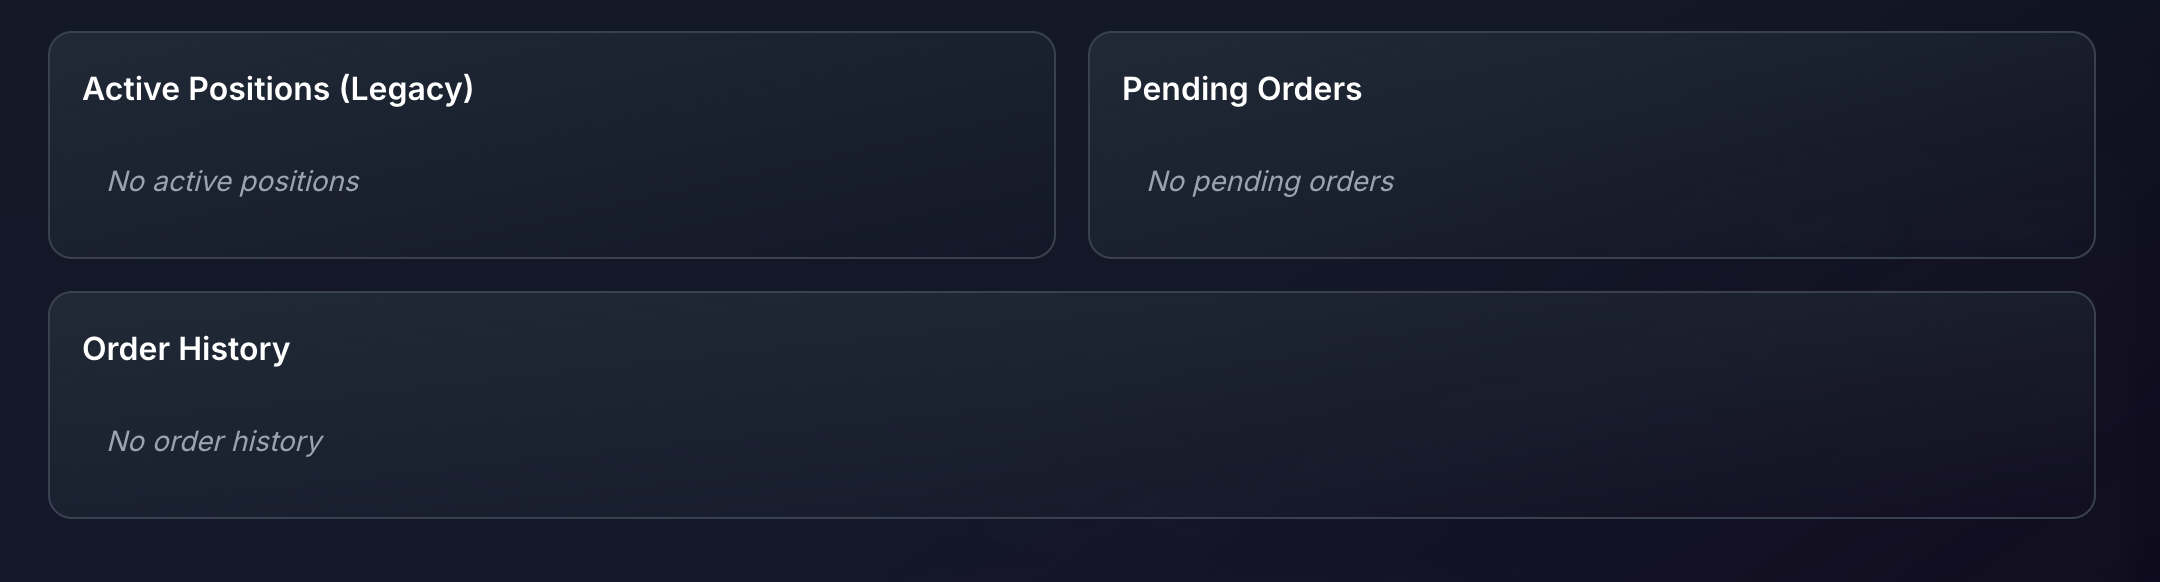 Active Positions (Legacy)
No active positions
Pending Orders
No pending orders
Order History
No order history